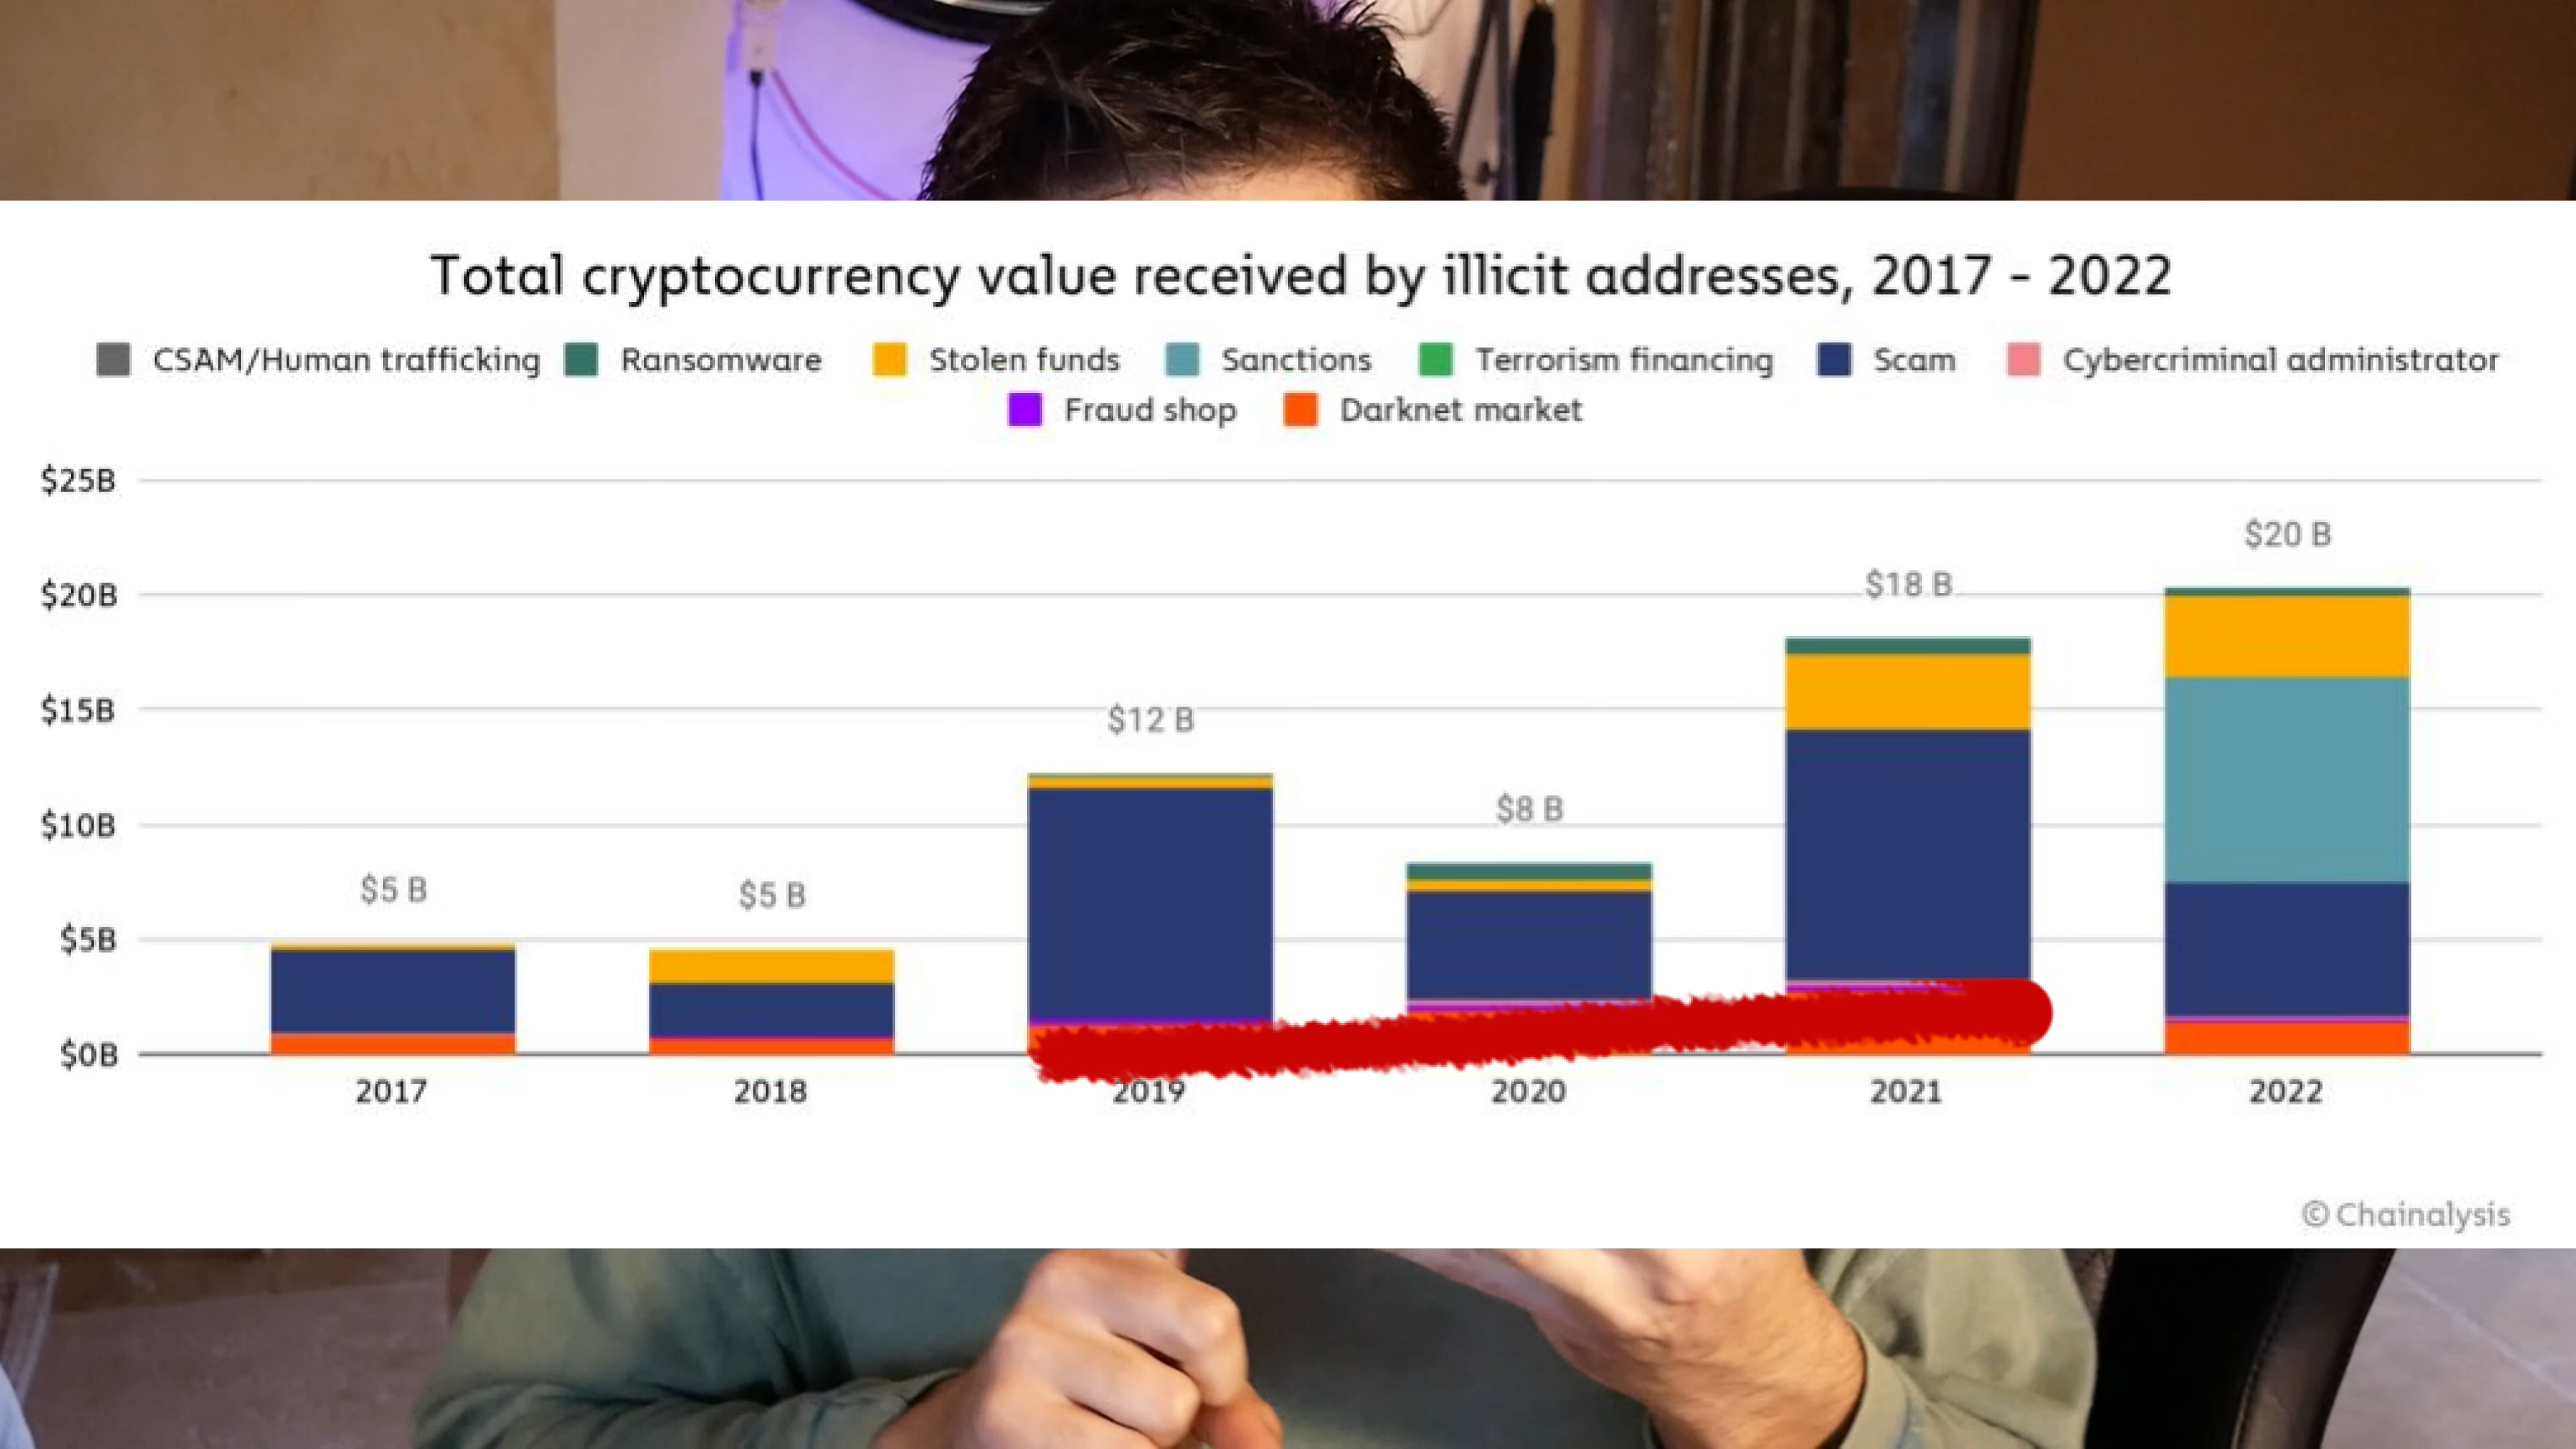 Total cryptocurrency value received by illicit addresses, 2017 - 2022
CSAM/Human trafficking Ransomware Stolen funds Sanctions Terrorism financing Scam Cybercriminal administrator
Fraud shop Darknet market
$25B
$20 B
$20B
$18 B
$15B
$12 B
$10B
$8 B
$5B
$5 B
$5 B
$0B
2017 2018 2019 2020 2021 2022
© Chainalysis